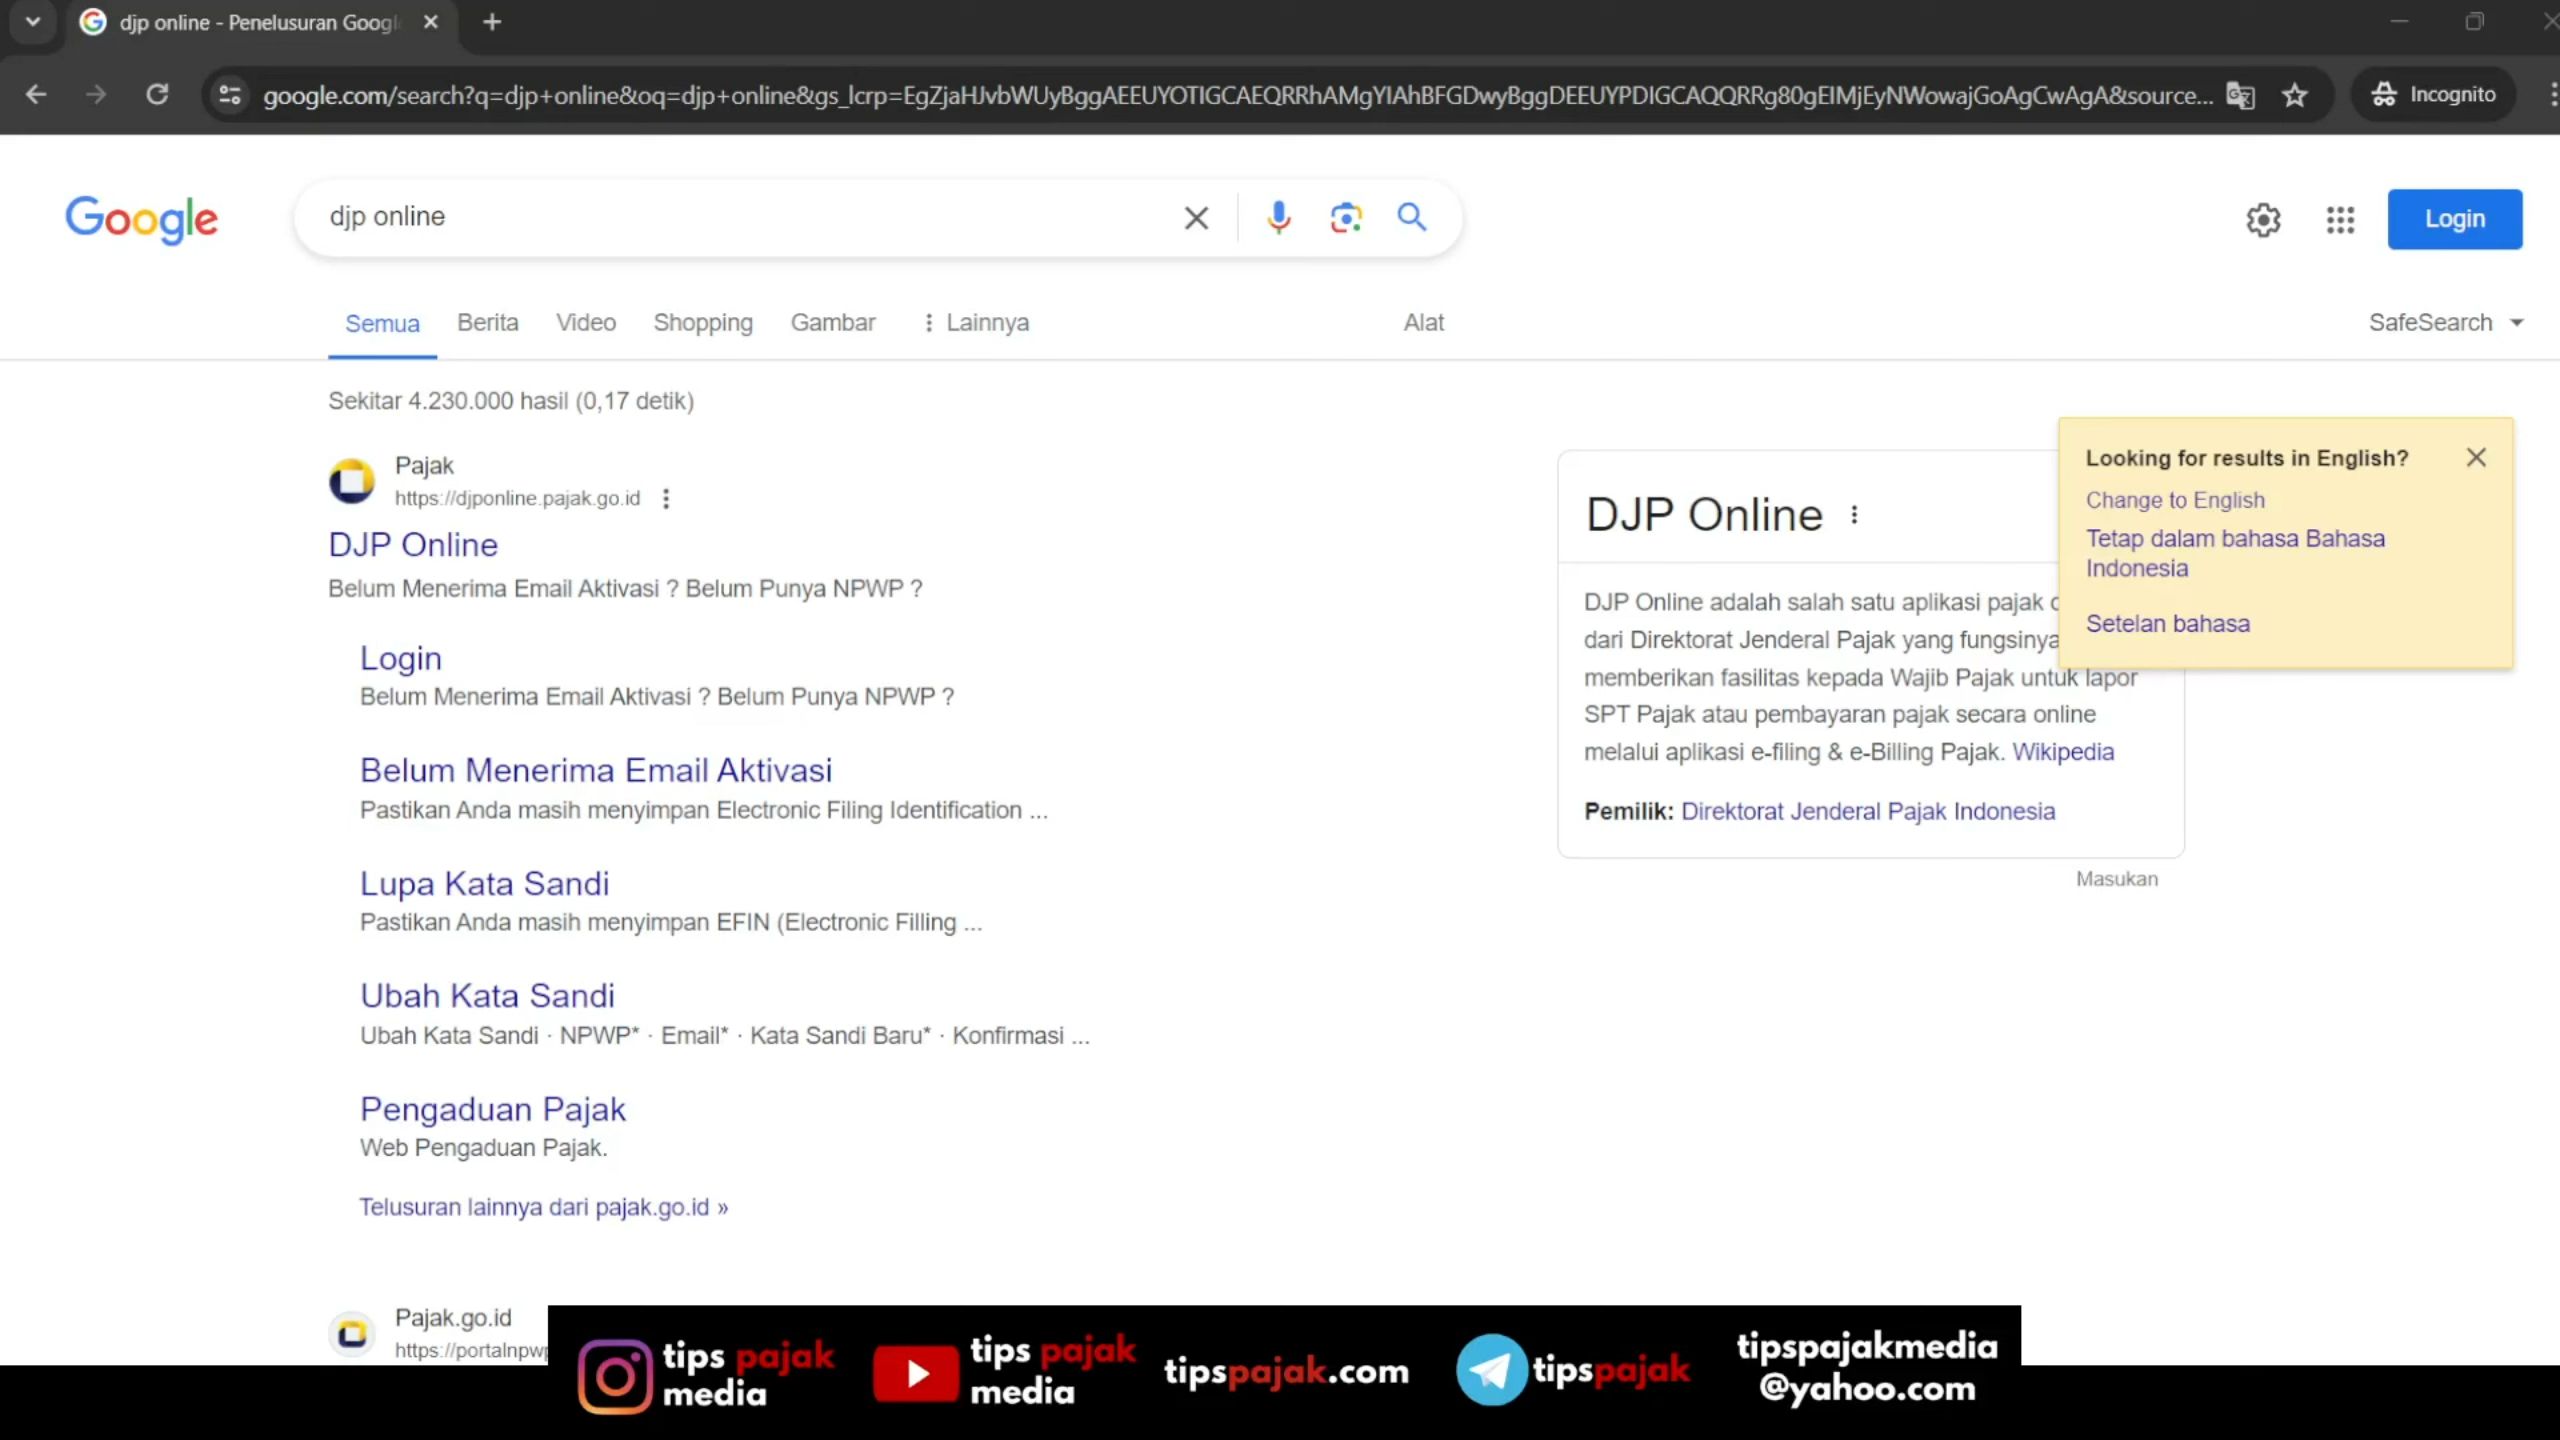 djp online - Penelusuran Googl
google.com/search?q=djp+online&oq=djp+online&gs_lcrp=EgZjaHJvbWUyBggAEEUYOTIGCAEQRRhAMgYIAhBFGDwyBggDEEUYPDIGCAQQRRg80gEIMjEyNWowajGoAgCwAgA&source...
Incognito
Google
djp online
Login
Semua Berita Video Shopping Gambar Lainnya Alat SafeSearch
Sekitar 4.230.000 hasil (0,17 detik)
Pajak
https://djponline.pajak.go.id
DJP Online
Belum Menerima Email Aktivasi ? Belum Punya NPWP ?
Login
Belum Menerima Email Aktivasi ? Belum Punya NPWP ?
Belum Menerima Email Aktivasi
Pastikan Anda masih menyimpan Electronic Filing Identification ...
Lupa Kata Sandi
Pastikan Anda masih menyimpan EFIN (Electronic Filling ...
Ubah Kata Sandi
Ubah Kata Sandi · NPWP* · Email* · Kata Sandi Baru* · Konfirmasi ...
Pengaduan Pajak
Web Pengaduan Pajak.
Telusuran lainnya dari pajak.go.id »
Pajak.go.id
https://portalnpwp
DJP Online
DJP Online adalah salah satu aplikasi pajak
dari Direktorat Jenderal Pajak yang fungsinya
memberikan fasilitas kepada Wajib Pajak untuk lapor
SPT Pajak atau pembayaran pajak secara online
melalui aplikasi e-filing & e-Billing Pajak. Wikipedia
Pemilik: Direktorat Jenderal Pajak Indonesia
Masukan
Looking for results in English?
Change to English
Tetap dalam bahasa Bahasa
Indonesia
Setelan bahasa
tips pajak
media
tips pajak
media
tipspajak.com
tipspajak
tipspajakmedia
@yahoo.com